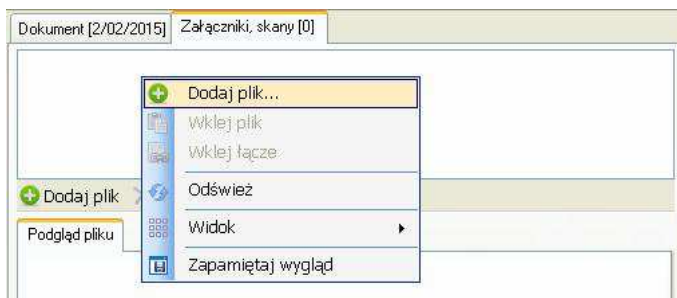 Dokument [2/02/2015] Załączniki, skany [0]
Dodaj plik...
Wklej plik
Wklej łącze
Dodaj plik
Odśwież
Podgląd pliku
Widok
Zapamiętaj wygląd